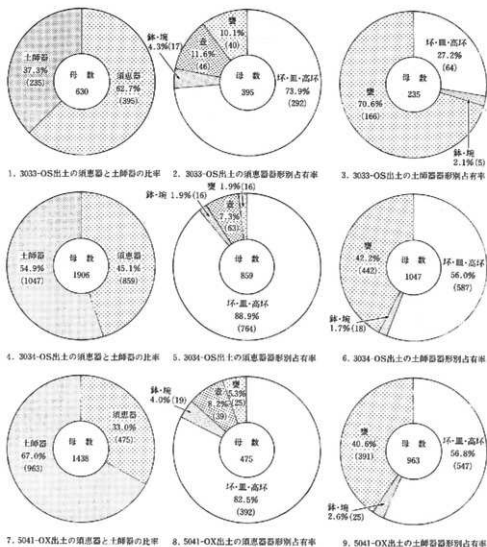 土師器
37.3%
(235)
母数
630
須恵器
62.7%
(395)
1. 3033-OS出土の須恵器と土師器の比率
鉢・埦
4.3%(17)
壺
11.6%
(46)
甕
10.1%
(40)
母数
395
坏・皿・高坏
73.9%
(292)
2. 3033-OS出土の須恵器器形別占有率
坏・皿・高坏
27.2%
(64)
母数
235
甕
70.6%
(166)
鉢・埦
2.1%(5)
3. 3033-OS出土の土師器器形別占有率
土師器
54.9%
(1047)
母数
1906
須恵器
45.1%
(859)
4. 3034-OS出土の須恵器と土師器の比率
甕 1.9%(16)
鉢・埦 1.9%(16)
壺
7.3%
(63)
母数
859
坏・皿・高坏
88.9%
(764)
5. 3034-OS出土の須恵器器形別占有率
甕
42.2%
(442)
母数
1047
坏・皿・高坏
56.0%
(587)
鉢・埦
1.7%(18)
6. 3034-OS出土の土師器器形別占有率
土師器
67.0%
(963)
母数
1438
須恵器
33.0%
(475)
7. 5041-OX出土の須恵器と土師器の比率
鉢・埦
4.0%(19)
壺
8.2%
(39)
甕
5.3%
(25)
母数
475
坏・皿・高坏
82.5%
(392)
8. 5041-OX出土の須恵器器形別占有率
甕
40.6%
(391)
母数
963
坏・皿・高坏
56.8%
(547)
鉢・埦
2.6%(25)
9. 5041-OX出土の土師器器形別占有率